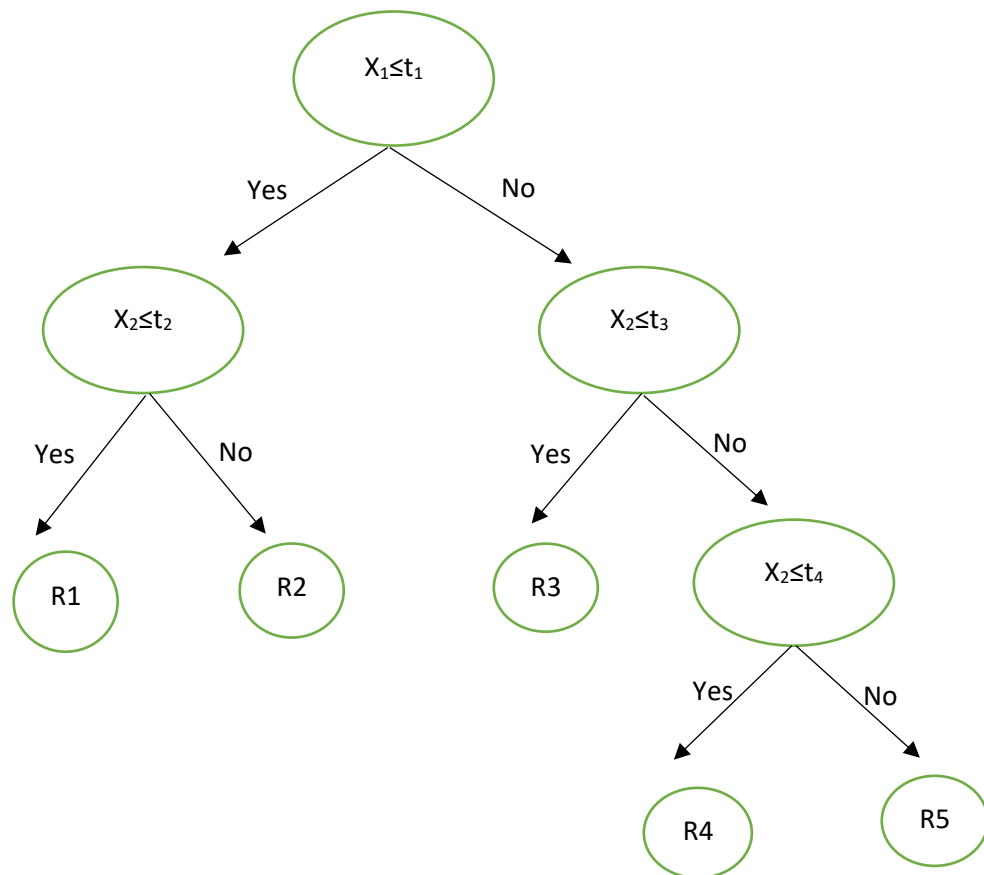 X₁≤t₁
Yes
No
X₂≤t₂
X₂≤t₃
Yes
No
Yes
No
R1
R2
R3
X₂≤t₄
Yes
No
R4
R5